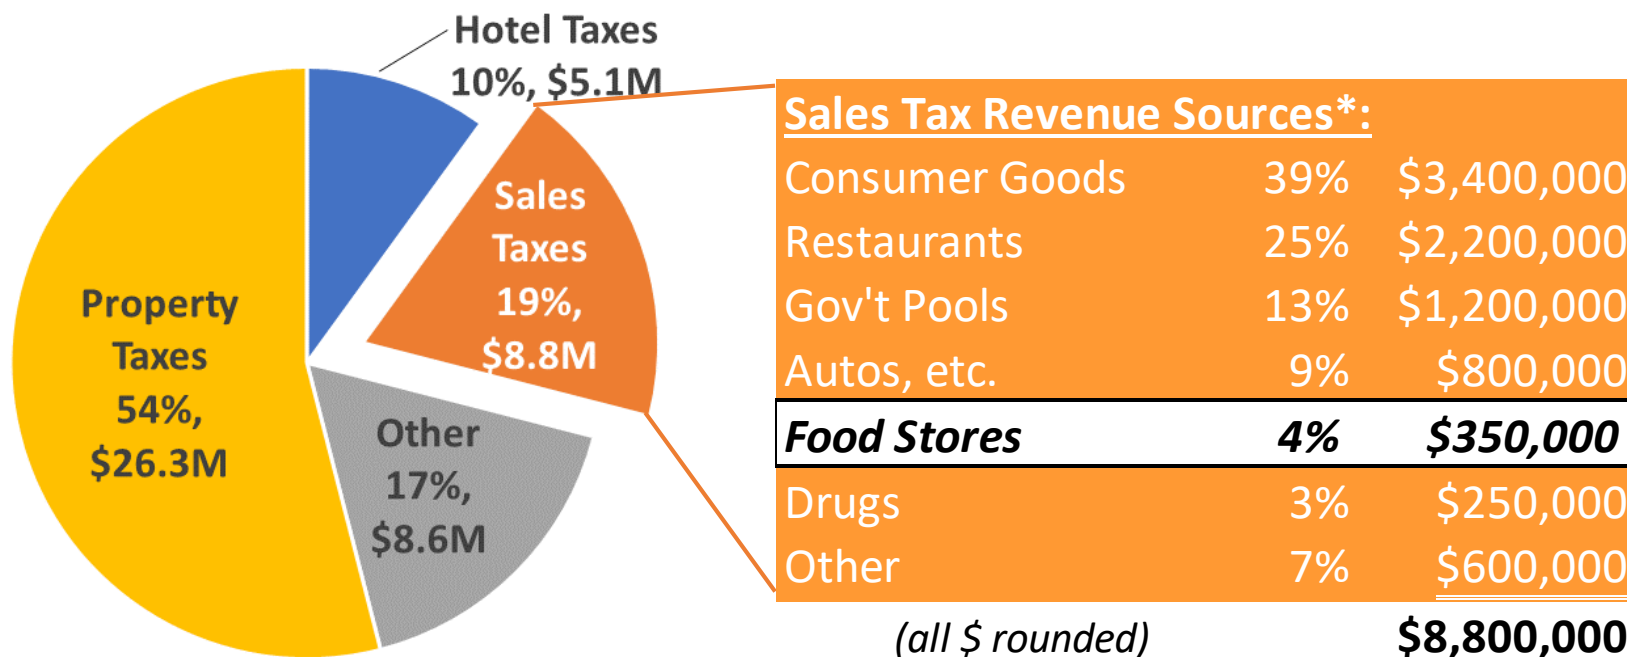 Hotel Taxes
10%, $5.1M
Sales
Taxes
19%,
$8.8M
Property
Taxes
54%,
$26.3M
Other
17%,
$8.6M
Sales Tax Revenue Sources*:
Consumer Goods 39% $3,400,000
Restaurants 25% $2,200,000
Gov't Pools 13% $1,200,000
Autos, etc. 9% $800,000
Food Stores 4% $350,000
Drugs 3% $250,000
Other 7% $600,000
(all $ rounded) $8,800,000